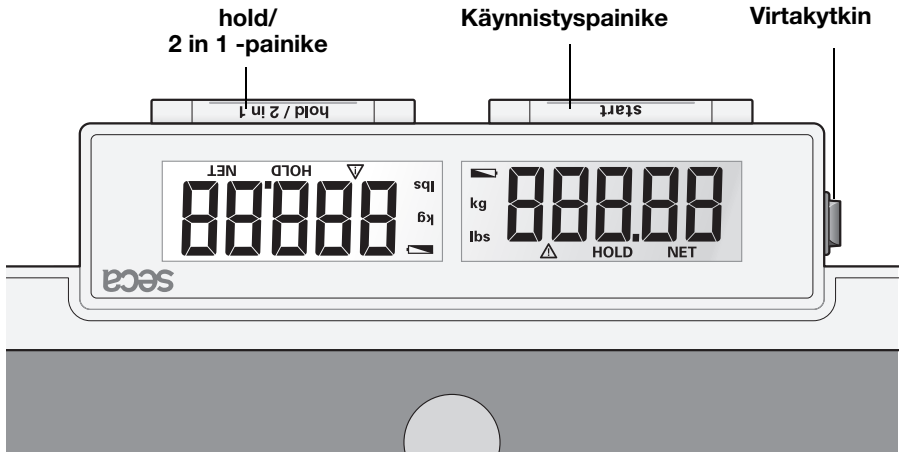 hold/
2 in 1 -painike
Käynnistyspainike
Virtakytkin
hold / 2 in 1
start
NET HOLD
lbs
kg
888.88
kg
lbs
888.88
HOLD NET
seca